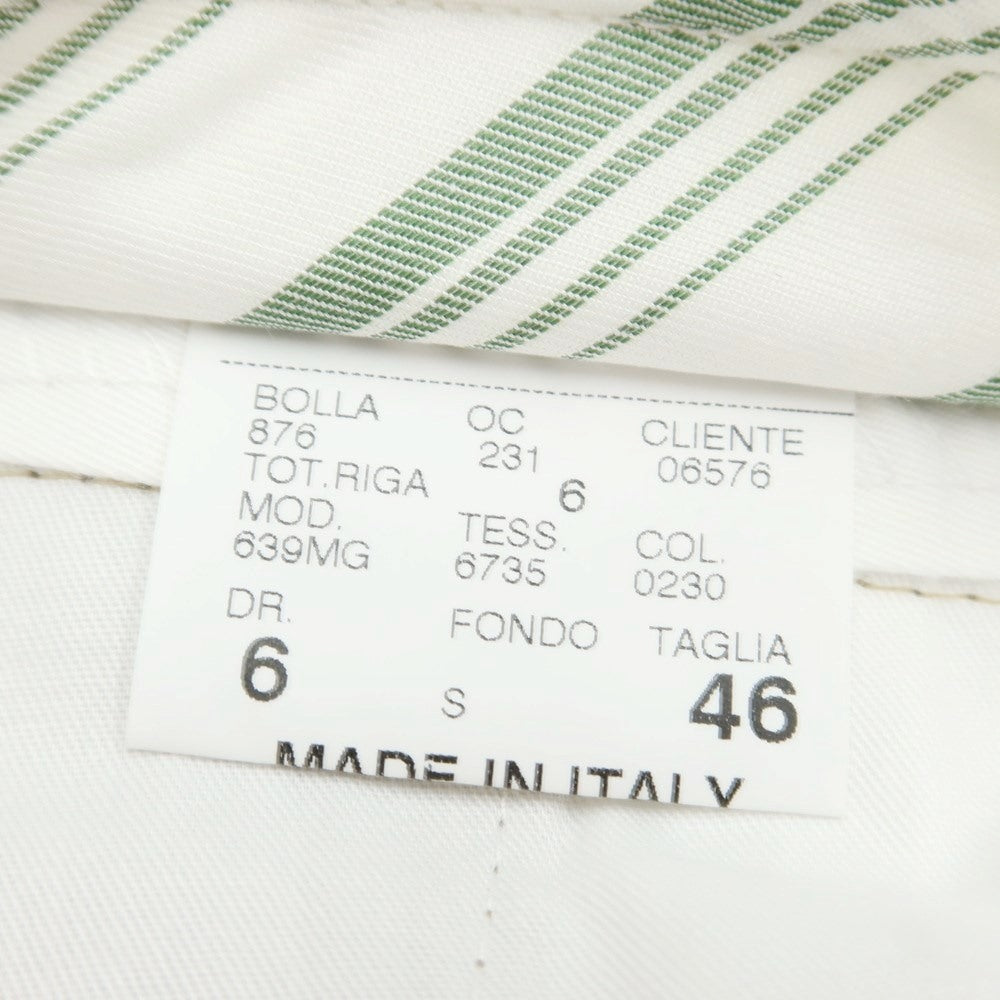 BOLLA OC CLIENTE
876 231 06576
TOT.RIGA 6
MOD. TESS. COL.
639MG 6735 0230
DR. FONDO TAGLIA
6 S 46
MADE IN ITALY